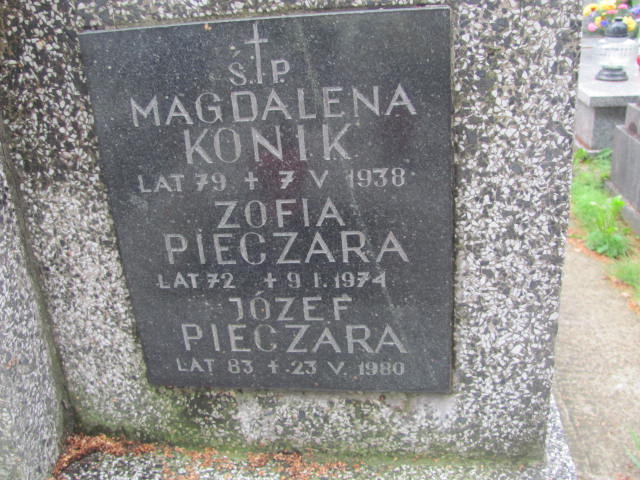 Ś.P.
MAGDALENA
KONIK
LAT 79 + 7 V 1938
ZOFIA
PIECZARA
LAT 72 + 9.I.1974
JÓZEF
PIECZARA
LAT 83 + 23 V. 1980